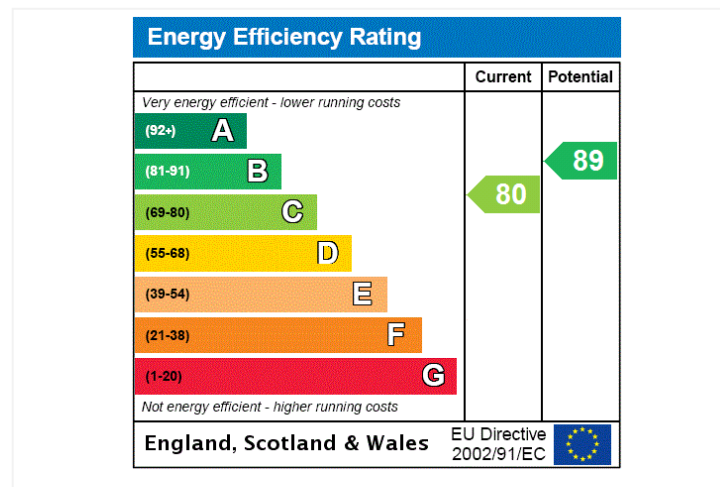 Energy Efficiency Rating
Current Potential
Very energy efficient - lower running costs
(92+) A
(81-91) B
89
80
(69-80) C
(55-68) D
(39-54) E
(21-38) F
(1-20) G
Not energy efficient - higher running costs
England, Scotland & Wales
EU Directive
2002/91/EC